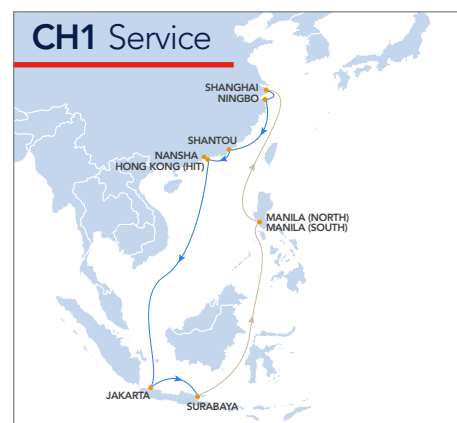 CH1 Service
SHANGHAI
NINGBO
SHANTOU
NANSHA
HONG KONG (HIT)
MANILA (NORTH)
MANILA (SOUTH)
JAKARTA
SURABAYA